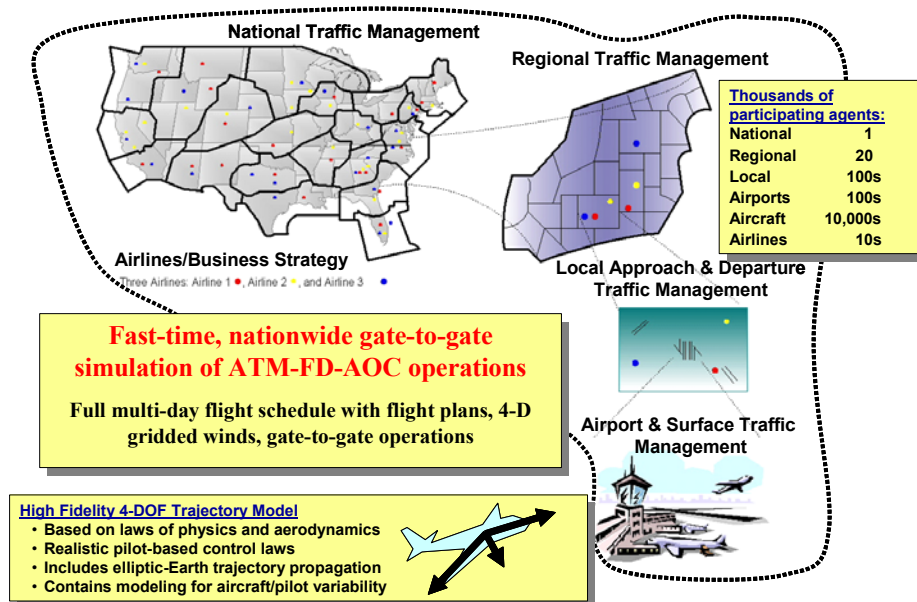 National Traffic Management
Regional Traffic Management
Thousands of
participating agents:
National 1
Regional 20
Local 100s
Airports 100s
Aircraft 10,000s
Airlines 10s
Airlines/Business Strategy
Three Airlines: Airline 1 , Airline 2 , and Airline 3
Local Approach & Departure
Traffic Management
Fast-time, nationwide gate-to-gate
simulation of ATM-FD-AOC operations
Full multi-day flight schedule with flight plans, 4-D
gridded winds, gate-to-gate operations
Airport & Surface Traffic
Management
High Fidelity 4-DOF Trajectory Model
• Based on laws of physics and aerodynamics
• Realistic pilot-based control laws
• Includes elliptic-Earth trajectory propagation
• Contains modeling for aircraft/pilot variability